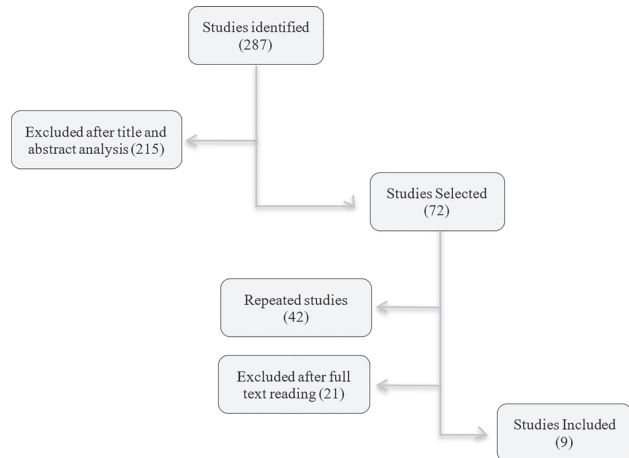 Studies identified
(287)
Excluded after title and
abstract analysis (215)
Studies Selected
(72)
Repeated studies
(42)
Excluded after full
text reading (21)
Studies Included
(9)